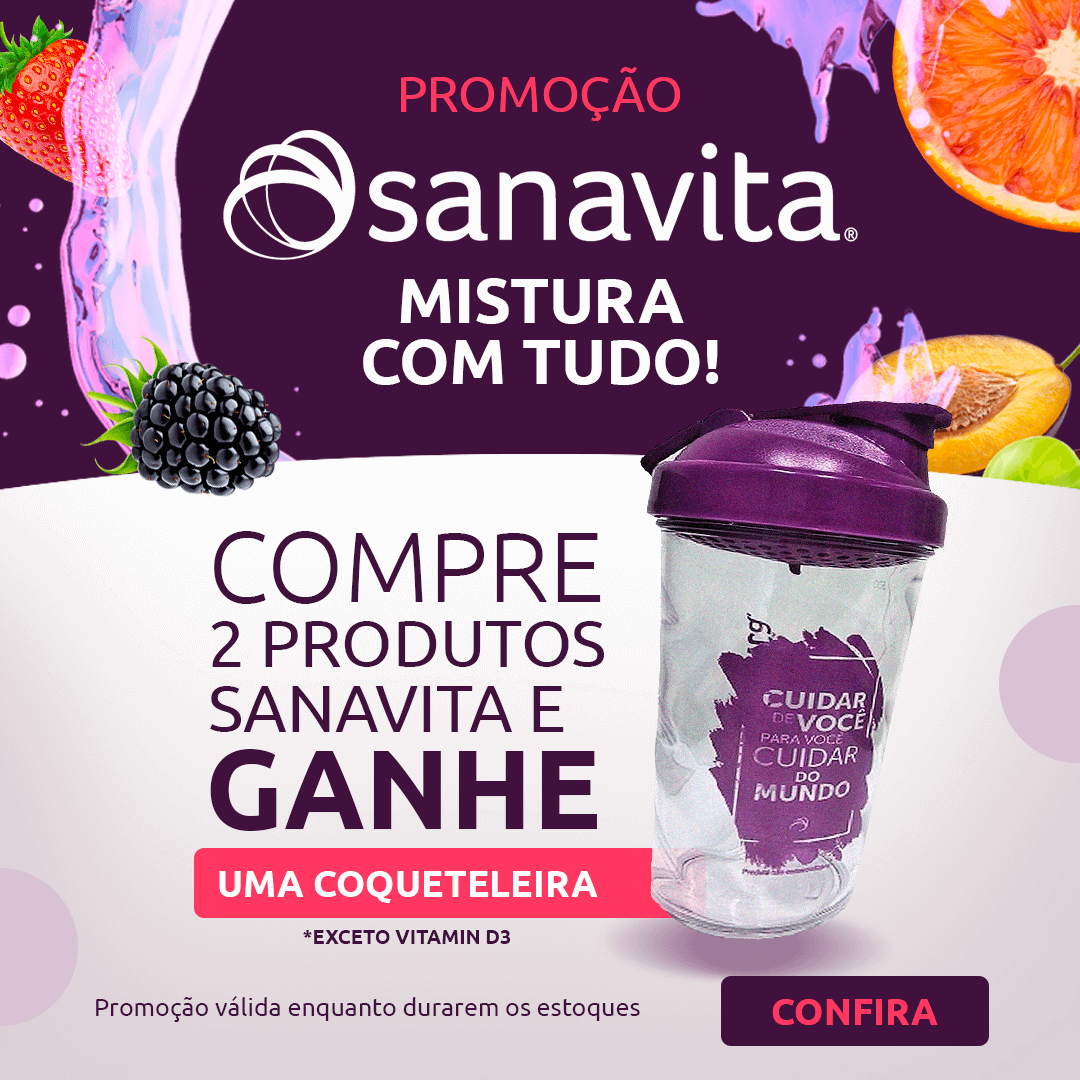 PROMOÇÃO
sanavita®
MISTURA
COM TUDO!
COMPRE
2 PRODUTOS
SANAVITA E
GANHE
UMA COQUETELEIRA
*EXCETO VITAMIN D3
CUIDAR
DE VOCÊ
PARA VOCÊ
CUIDAR
DO
MUNDO
Promoção válida enquanto durarem os estoques
CONFIRA